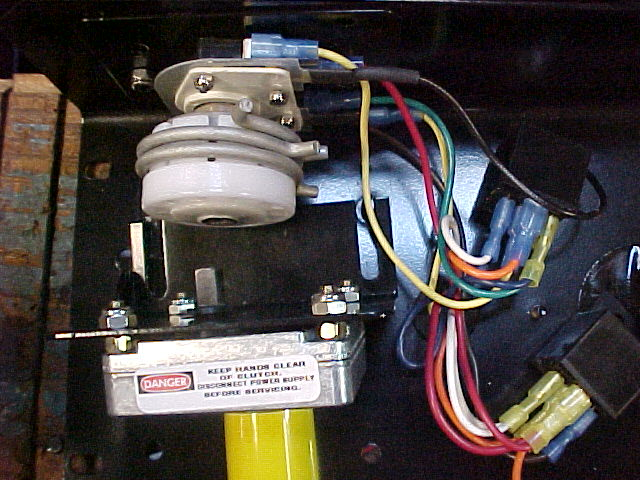 DANGER
KEEP HANDS CLEAR
OF CLUTCH.
DISCONNECT POWER SUPPLY
BEFORE SERVICING.